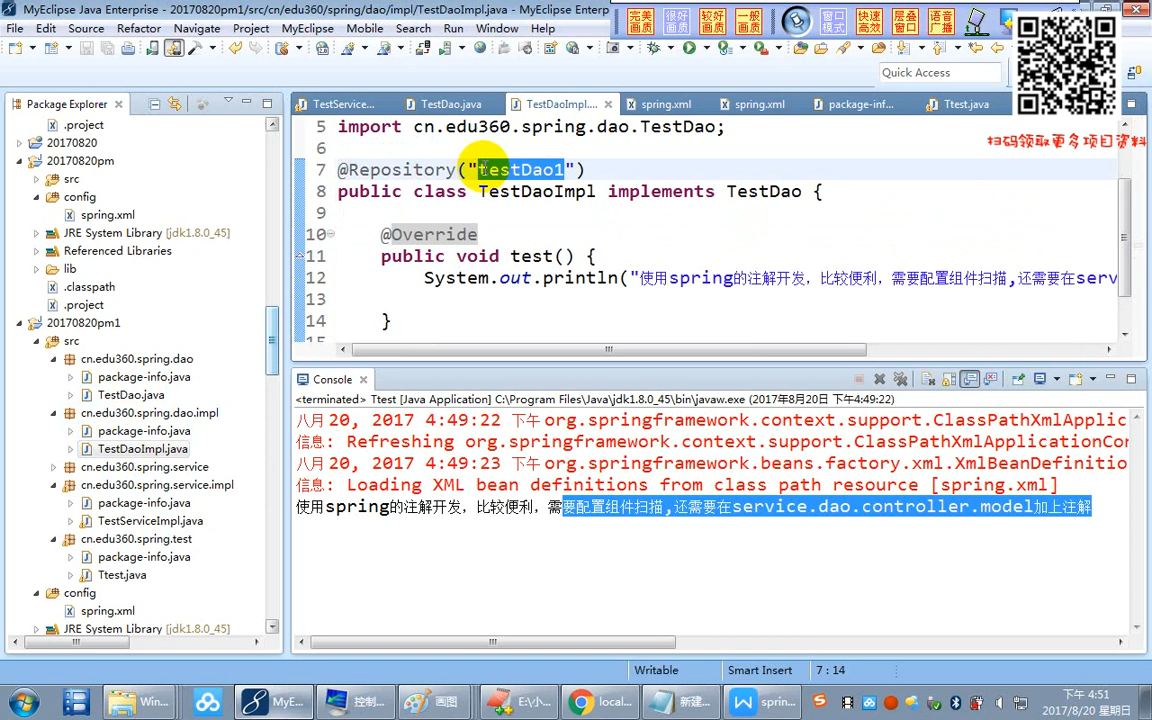 MyEclipse Java Enterprise - 20170820pm1/src/cn/edu360/spring/dao/impl/TestDaoImpl.java - MyEclipse Enterp
完美画质
很好画质
较好画质
一般画质
窗口模式
快速高效
层叠窗口
语音广播
File Edit Source Refactor Navigate Project MyEclipse Mobile Search Run Window Help
Quick Access
扫码领取更多项目资料
Package Explorer
TestService...
TestDao.java
TestDaoImpl....
spring.xml
spring.xml
package-inf...
Ttest.java
.project
20170820
20170820pm
src
config
spring.xml
JRE System Library [jdk1.8.0_45]
Referenced Libraries
lib
.classpath
.project
20170820pm1
src
cn.edu360.spring.dao
package-info.java
TestDao.java
cn.edu360.spring.dao.impl
package-info.java
TestDaoImpl.java
cn.edu360.spring.service
cn.edu360.spring.service.impl
package-info.java
TestServiceImpl.java
cn.edu360.spring.test
package-info.java
Ttest.java
config
spring.xml
JRE System Library [jdk1.8.0_45]
5 import cn.edu360.spring.dao.TestDao;
6
7 @Repository("TestDao1")
8 public class TestDaoImpl implements TestDao {
9
10 @Override
11 public void test() {
12 System.out.println("使用spring的注解开发，比较便利，需要配置组件扫描,还需要在serv
13
14 }
Console
<terminated> Ttest [Java Application] C:\Program Files\Java\jdk1.8.0_45\bin\javaw.exe (2017年8月20日 下午4:49:22)
八月 20, 2017 4:49:22 下午 org.springframework.context.support.ClassPathXmlApplic
信息: Refreshing org.springframework.context.support.ClassPathXmlApplicationCon
八月 20, 2017 4:49:23 下午 org.springframework.beans.factory.xml.XmlBeanDefinitio
信息: Loading XML bean definitions from class path resource [spring.xml]
使用spring的注解开发，比较便利，需要配置组件扫描,还需要在service.dao.controller.model加上注解
Writable
Smart Insert
7 : 14
Win...
MyE...
控制...
画图
E:\小...
local...
新建...
sprin...
下午 4:51
2017/8/20 星期日